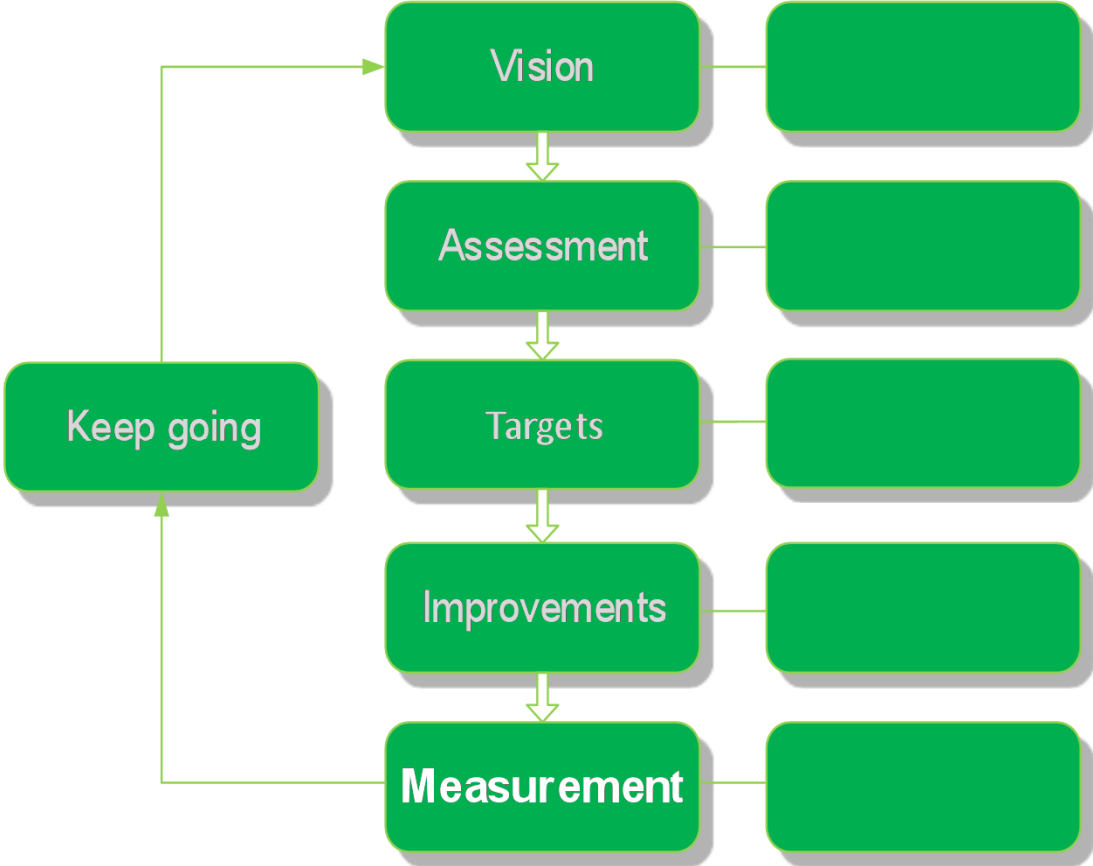 Vision
Assessment
Keep going
Targets
Improvements
Measurement